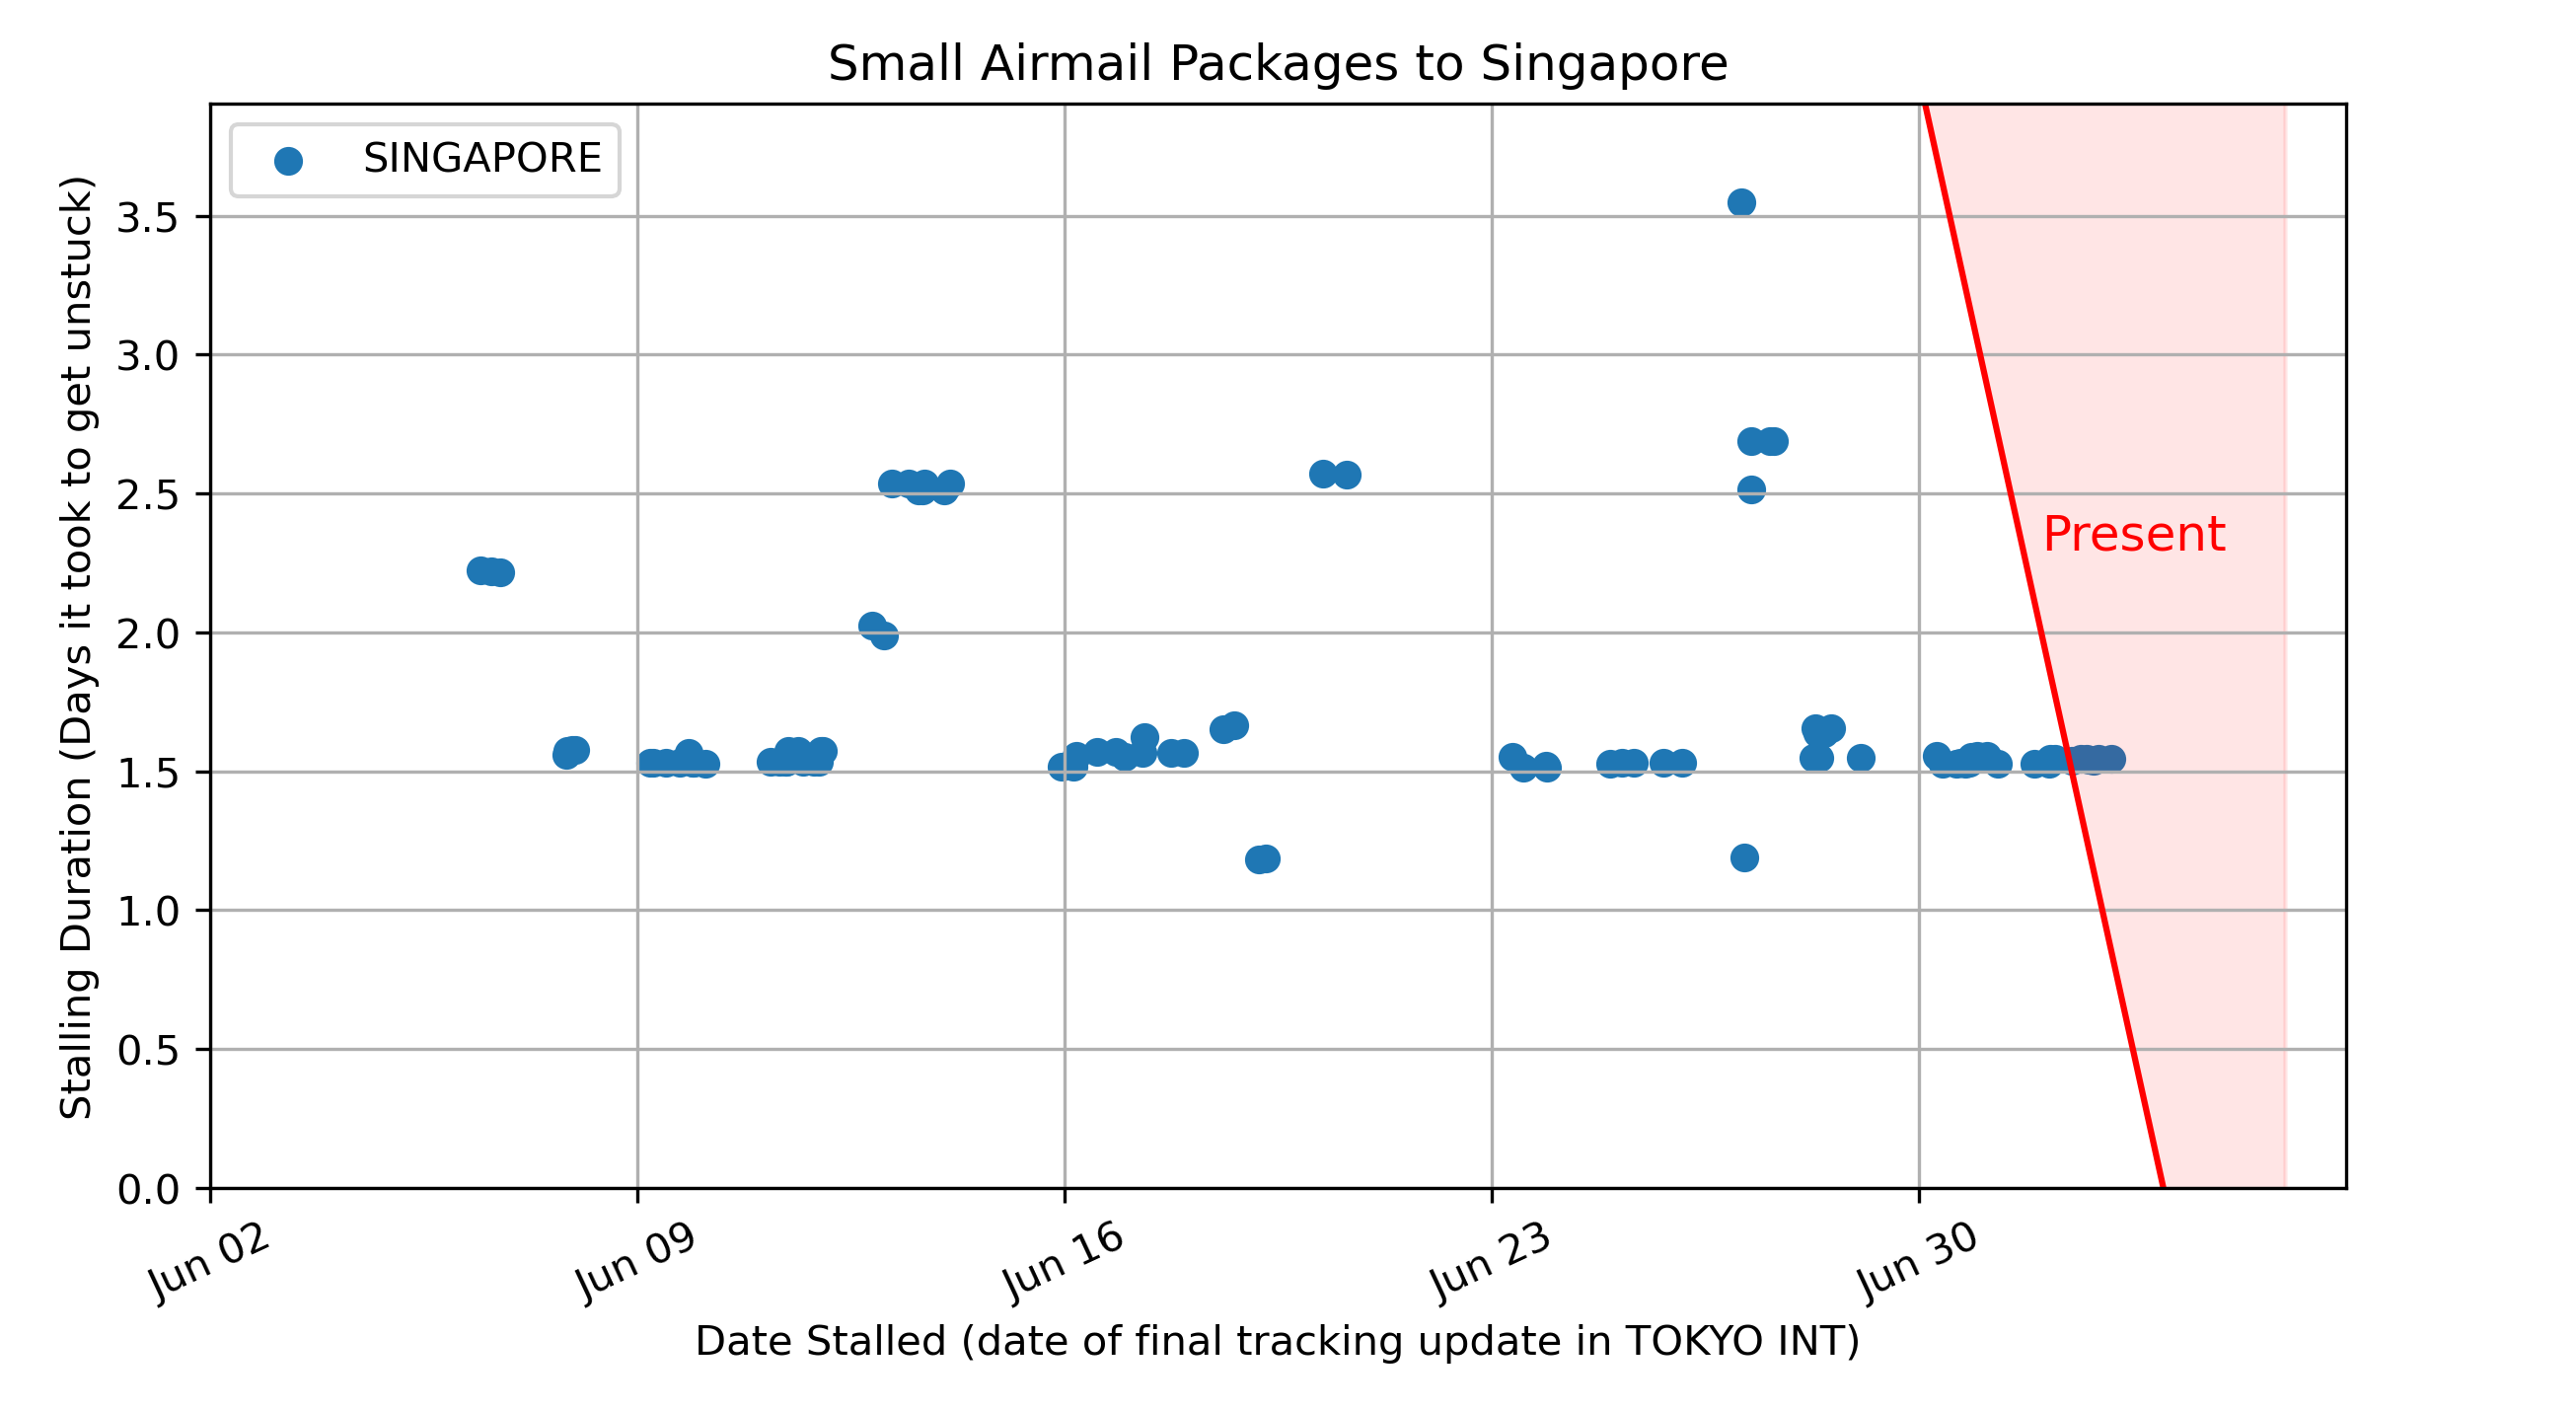 Small Airmail Packages to Singapore
SINGAPORE
Stalling Duration (Days it took to get unstuck)
3.5
3.0
2.5
2.0
1.5
1.0
0.5
0.0
Present
Jun 02
Jun 09
Jun 16
Jun 23
Jun 30
Date Stalled (date of final tracking update in TOKYO INT)